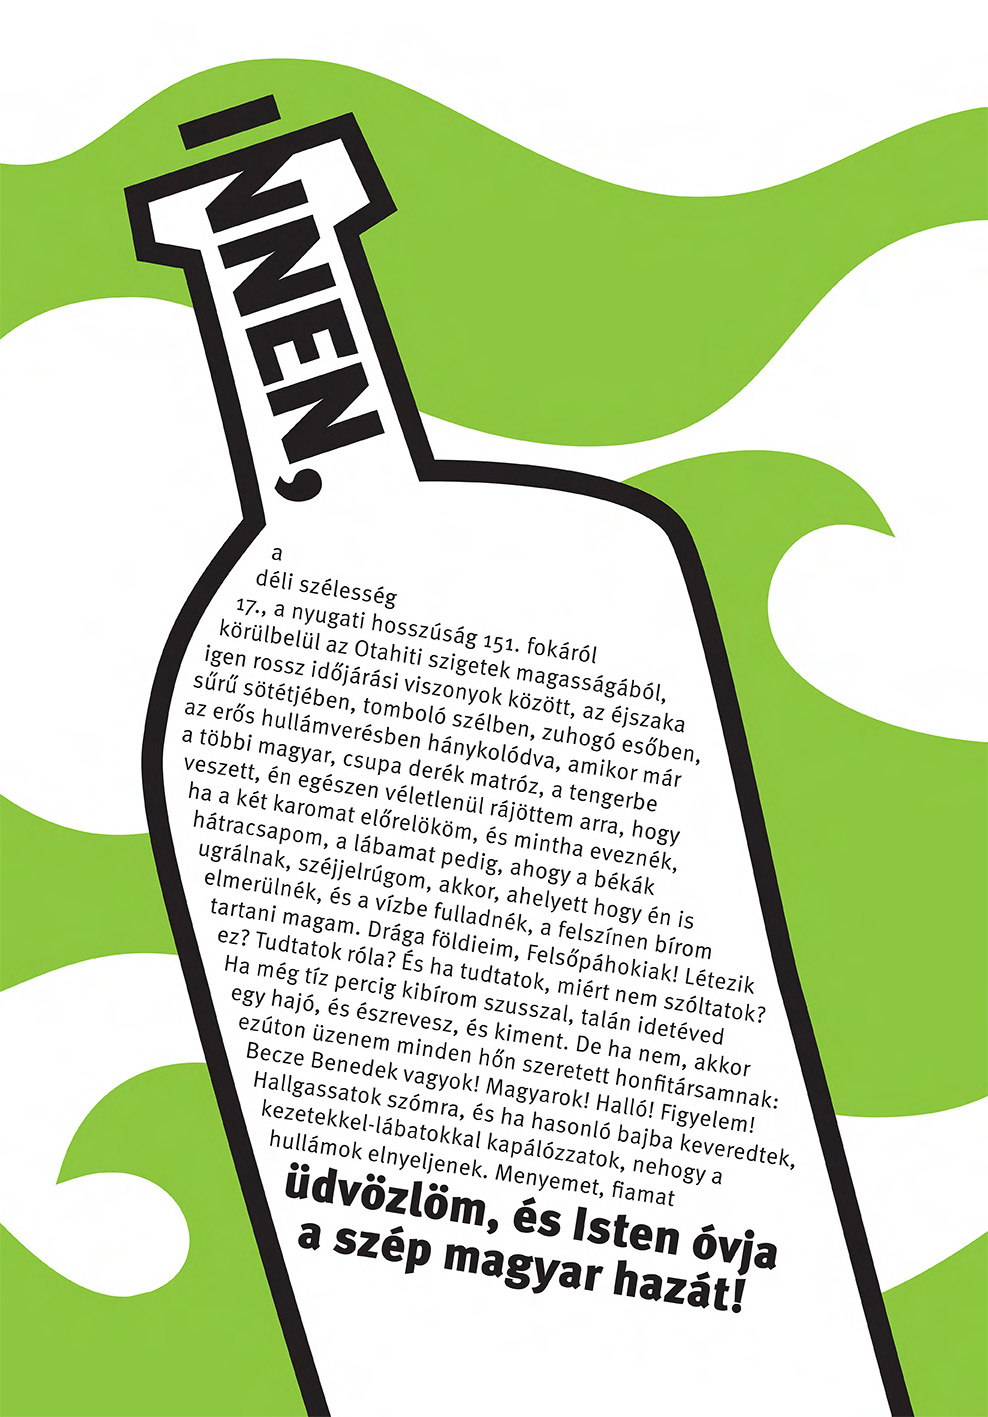 INNEN,
a
déli szélesség
17., a nyugati hosszúság 151. fokáról
körülbelül az Otahiti szigetek magasságából,
igen rossz időjárási viszonyok között, az éjszaka
sűrű sötétjében, tomboló szélben, zuhogó esőben,
az erős hullámverésben hánykolódva, amikor már
a többi magyar, csupa derék matróz, a tengerbe
veszett, én egészen véletlenül rájöttem arra, hogy
ha a két karomat előrelököm, és mintha eveznék,
hátracsapom, a lábamat pedig, ahogy a békák
ugrálnak, széjjelrúgom, akkor, ahelyett hogy én is
elmerülnék, és a vízbe fulladnék, a felszínen bírom
tartani magam. Drága földieim, Felsőpáhokiak! Létezik
ez? Tudtatok róla? És ha tudtatok, miért nem szóltatok?
Ha még tíz percig kibírom szusszal, talán idetéved
egy hajó, és észrevesz, és kiment. De ha nem, akkor
ezúton üzenem minden hőn szeretett honfitársamnak:
Becze Benedek vagyok! Magyarok! Halló! Figyelem!
Hallgassatok szómra, és ha hasonló bajba keveredtek,
kezetekkel-lábatokkal kapálózzatok, nehogy a
hullámok elnyeljenek. Menyemet, fiamat
üdvözlöm, és Isten óvja
a szép magyar hazát!